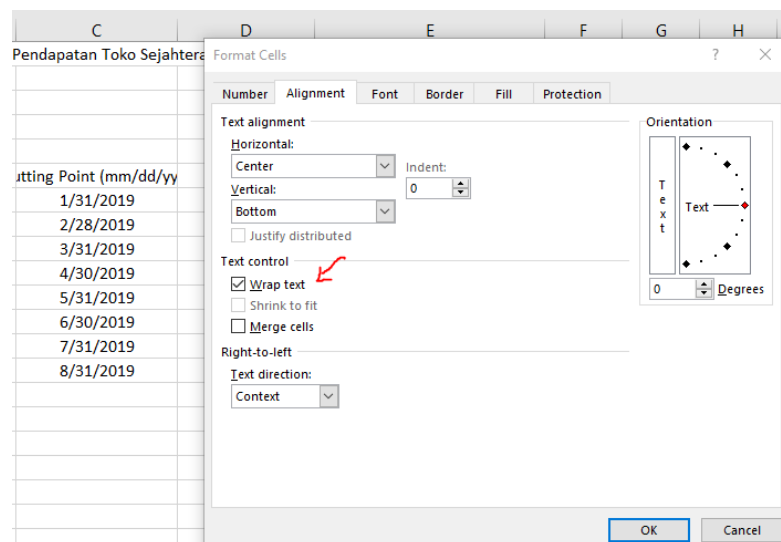 C D E F G H
Pendapatan Toko Sejahtera
Format Cells ?
Number Alignment Font Border Fill Protection
Text alignment
Horizontal:
Center
Indent:
Vertical:
0
Bottom
Justify distributed
Text control
Wrap text
Shrink to fit
Merge cells
Right-to-left
Text direction:
Context
Orientation
Text
Text
0 Degrees
utting Point (mm/dd/yy
1/31/2019
2/28/2019
3/31/2019
4/30/2019
5/31/2019
6/30/2019
7/31/2019
8/31/2019
OK Cancel